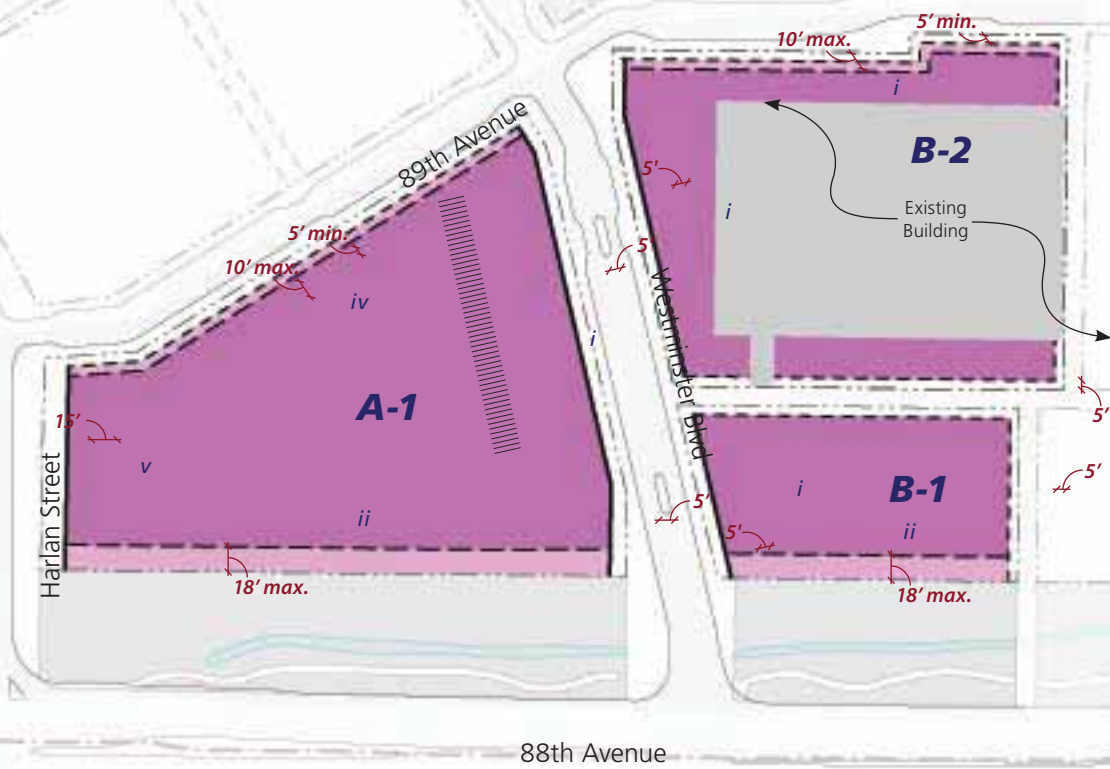 5' min.
10' max.
i
89th Avenue
B-2
5'
i
Existing
Building
5' min.
5'
10' max.
iv
Westminster Blvd
i
A-1
5'
15'
v
Harlan Street
ii
i
B-1
5'
5'
5'
ii
18' max.
18' max.
88th Avenue